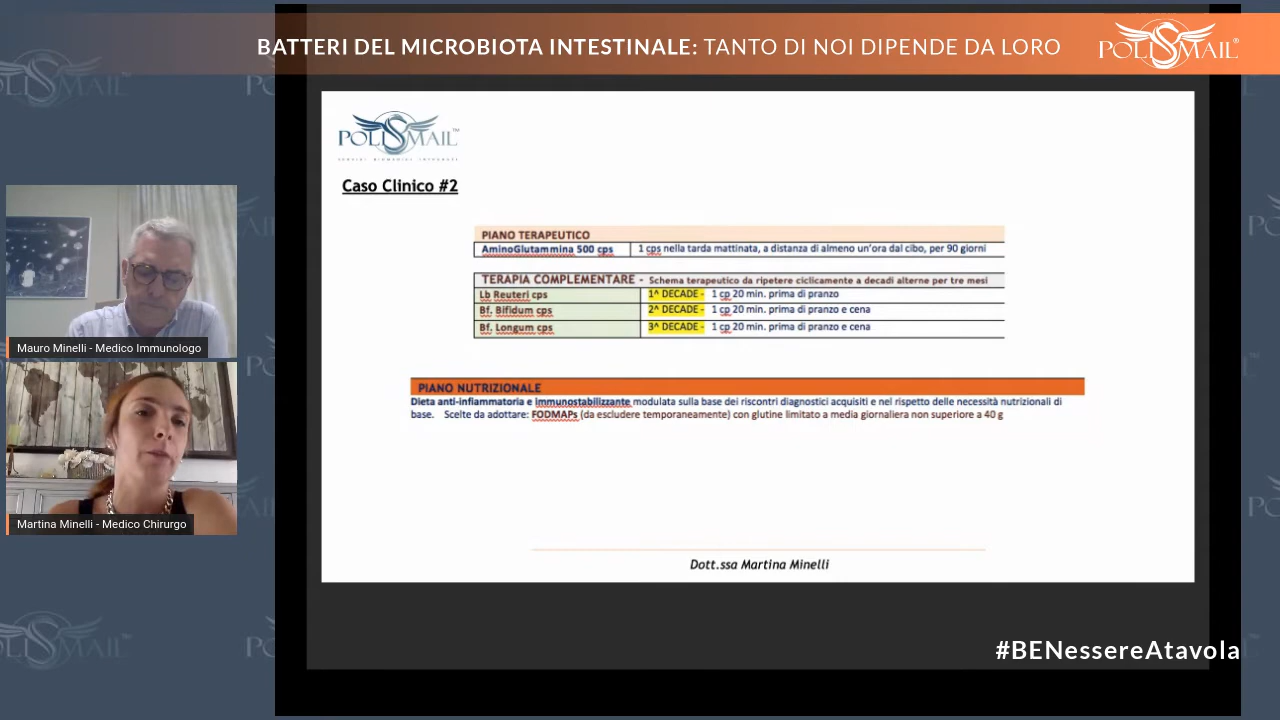 BATTERI DEL MICROBIOTA INTESTINALE: TANTO DI NOI DIPENDE DA LORO
POLISMAIL®
POLISMAIL™
SERVIZI BIOMEDICI INTEGRATI
Caso Clinico #2
PIANO TERAPEUTICO
AminoGlutammina 500 cps 1 cps nella tarda mattinata, a distanza di almeno un'ora dal cibo, per 90 giorni
TERAPIA COMPLEMENTARE - Schema terapeutico da ripetere ciclicamente a decadi alterne per tre mesi
Lb Reuteri cps 1^ DECADE - 1 cp 20 min. prima di pranzo
Bf. Bifidum cps 2^ DECADE - 1 cp 20 min. prima di pranzo e cena
Bf. Longum cps 3^ DECADE - 1 cp 20 min. prima di pranzo e cena
PIANO NUTRIZIONALE
Dieta anti-infiammatoria e immunostabilizzante modulata sulla base dei riscontri diagnostici acquisiti e nel rispetto delle necessità nutrizionali di
base. Scelte da adottare: FODMAPs (da escludere temporaneamente) con glutine limitato a media giornaliera non superiore a 40 g
Dott.ssa Martina Minelli
Mauro Minelli - Medico Immunologo
Martina Minelli - Medico Chirurgo
#BENessereAtavola